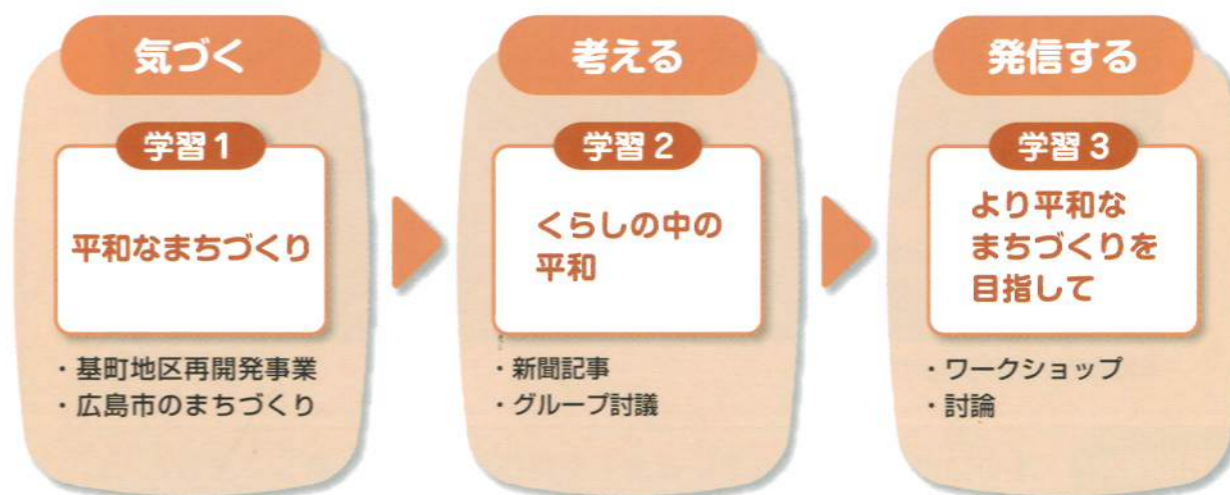 気づく
学習1
平和なまちづくり
・基町地区再開発事業
・広島市のまちづくり
考える
学習2
くらしの中の
平和
・新聞記事
・グループ討議
発信する
学習3
より平和な
まちづくりを
目指して
・ワークショップ
・討論